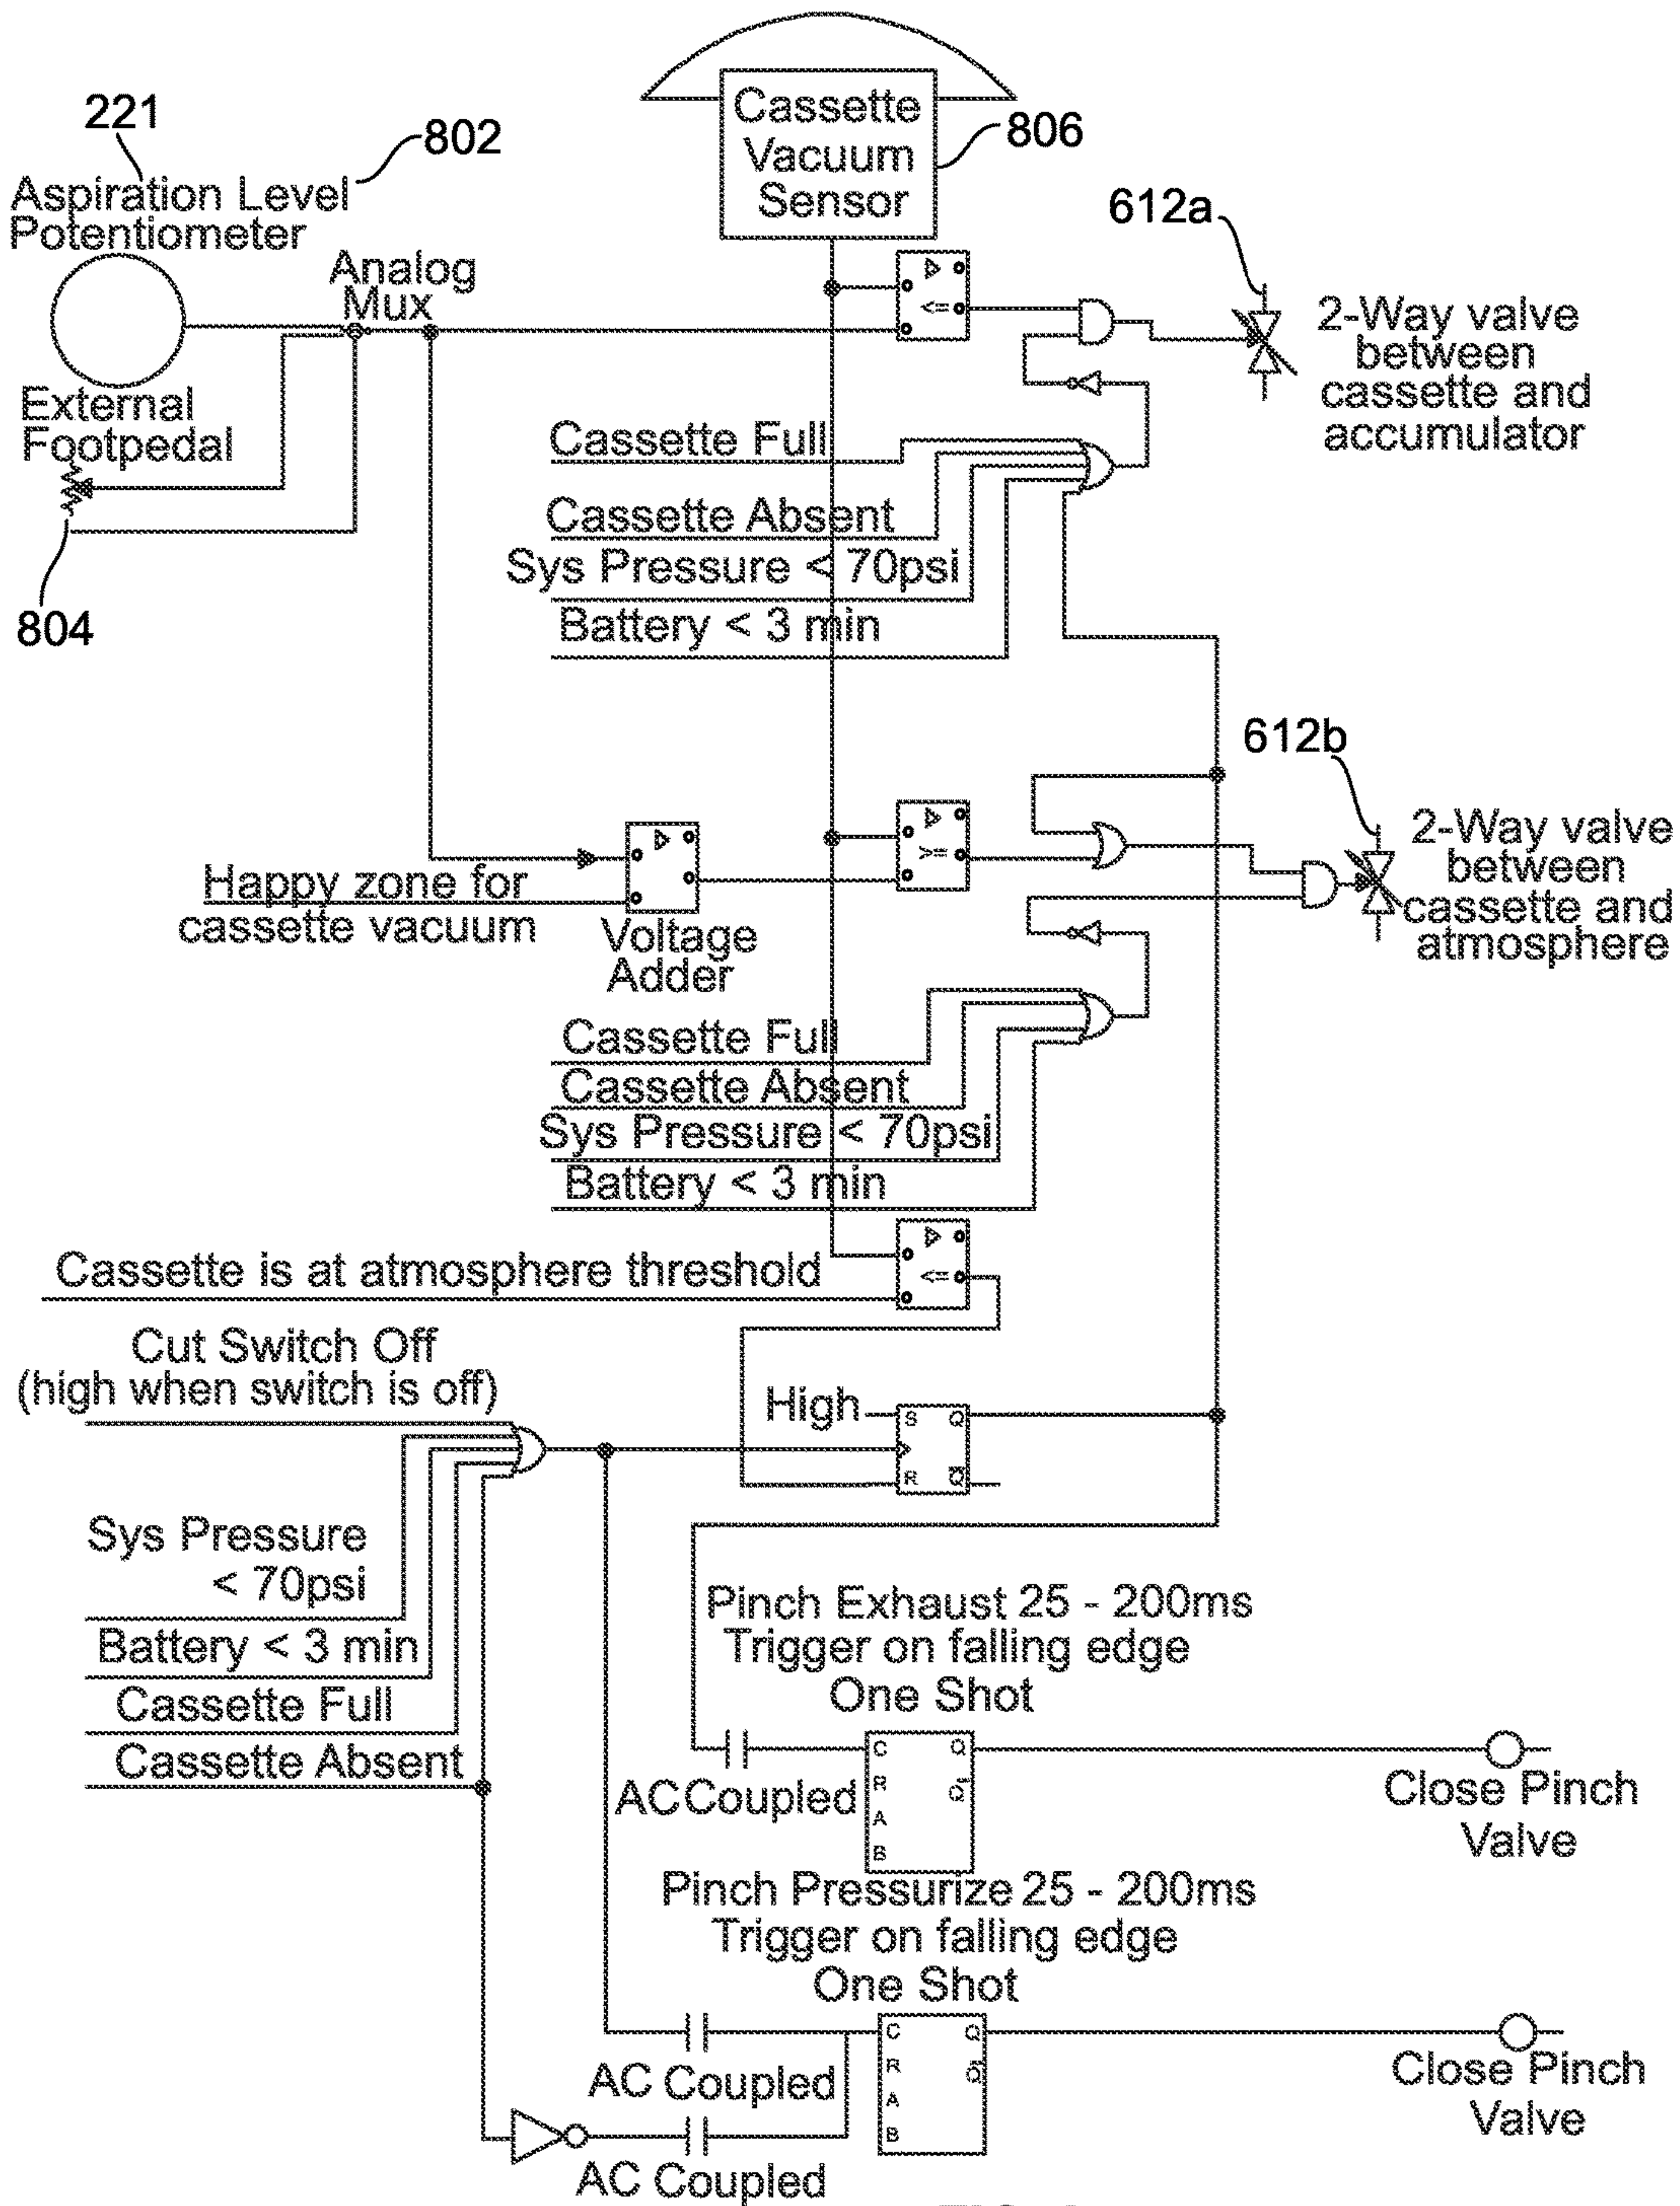 Cassette
Vacuum
Sensor
806
221
802
Aspiration Level
Potentiometer
Analog
Mux
External
Footpedal
804
<=
612a
2-Way valve
between
cassette and
accumulator
Cassette Full
Cassette Absent
Sys Pressure < 70psi
Battery < 3 min
612b
>=
2-Way valve
between
cassette and
atmosphere
Happy zone for
cassette vacuum
Voltage
Adder
Cassette Full
Cassette Absent
Sys Pressure < 70psi
Battery < 3 min
Cassette is at atmosphere threshold
<=
Cut Switch Off
(high when switch is off)
High
S Q
R Q̅
Sys Pressure
< 70psi
Battery < 3 min
Cassette Full
Cassette Absent
Pinch Exhaust 25 - 200ms
Trigger on falling edge
One Shot
AC Coupled
C Q
R Q̅
A
B
Close Pinch
Valve
Pinch Pressurize 25 - 200ms
Trigger on falling edge
One Shot
AC Coupled
C Q
R Q̅
A
B
Close Pinch
Valve
AC Coupled